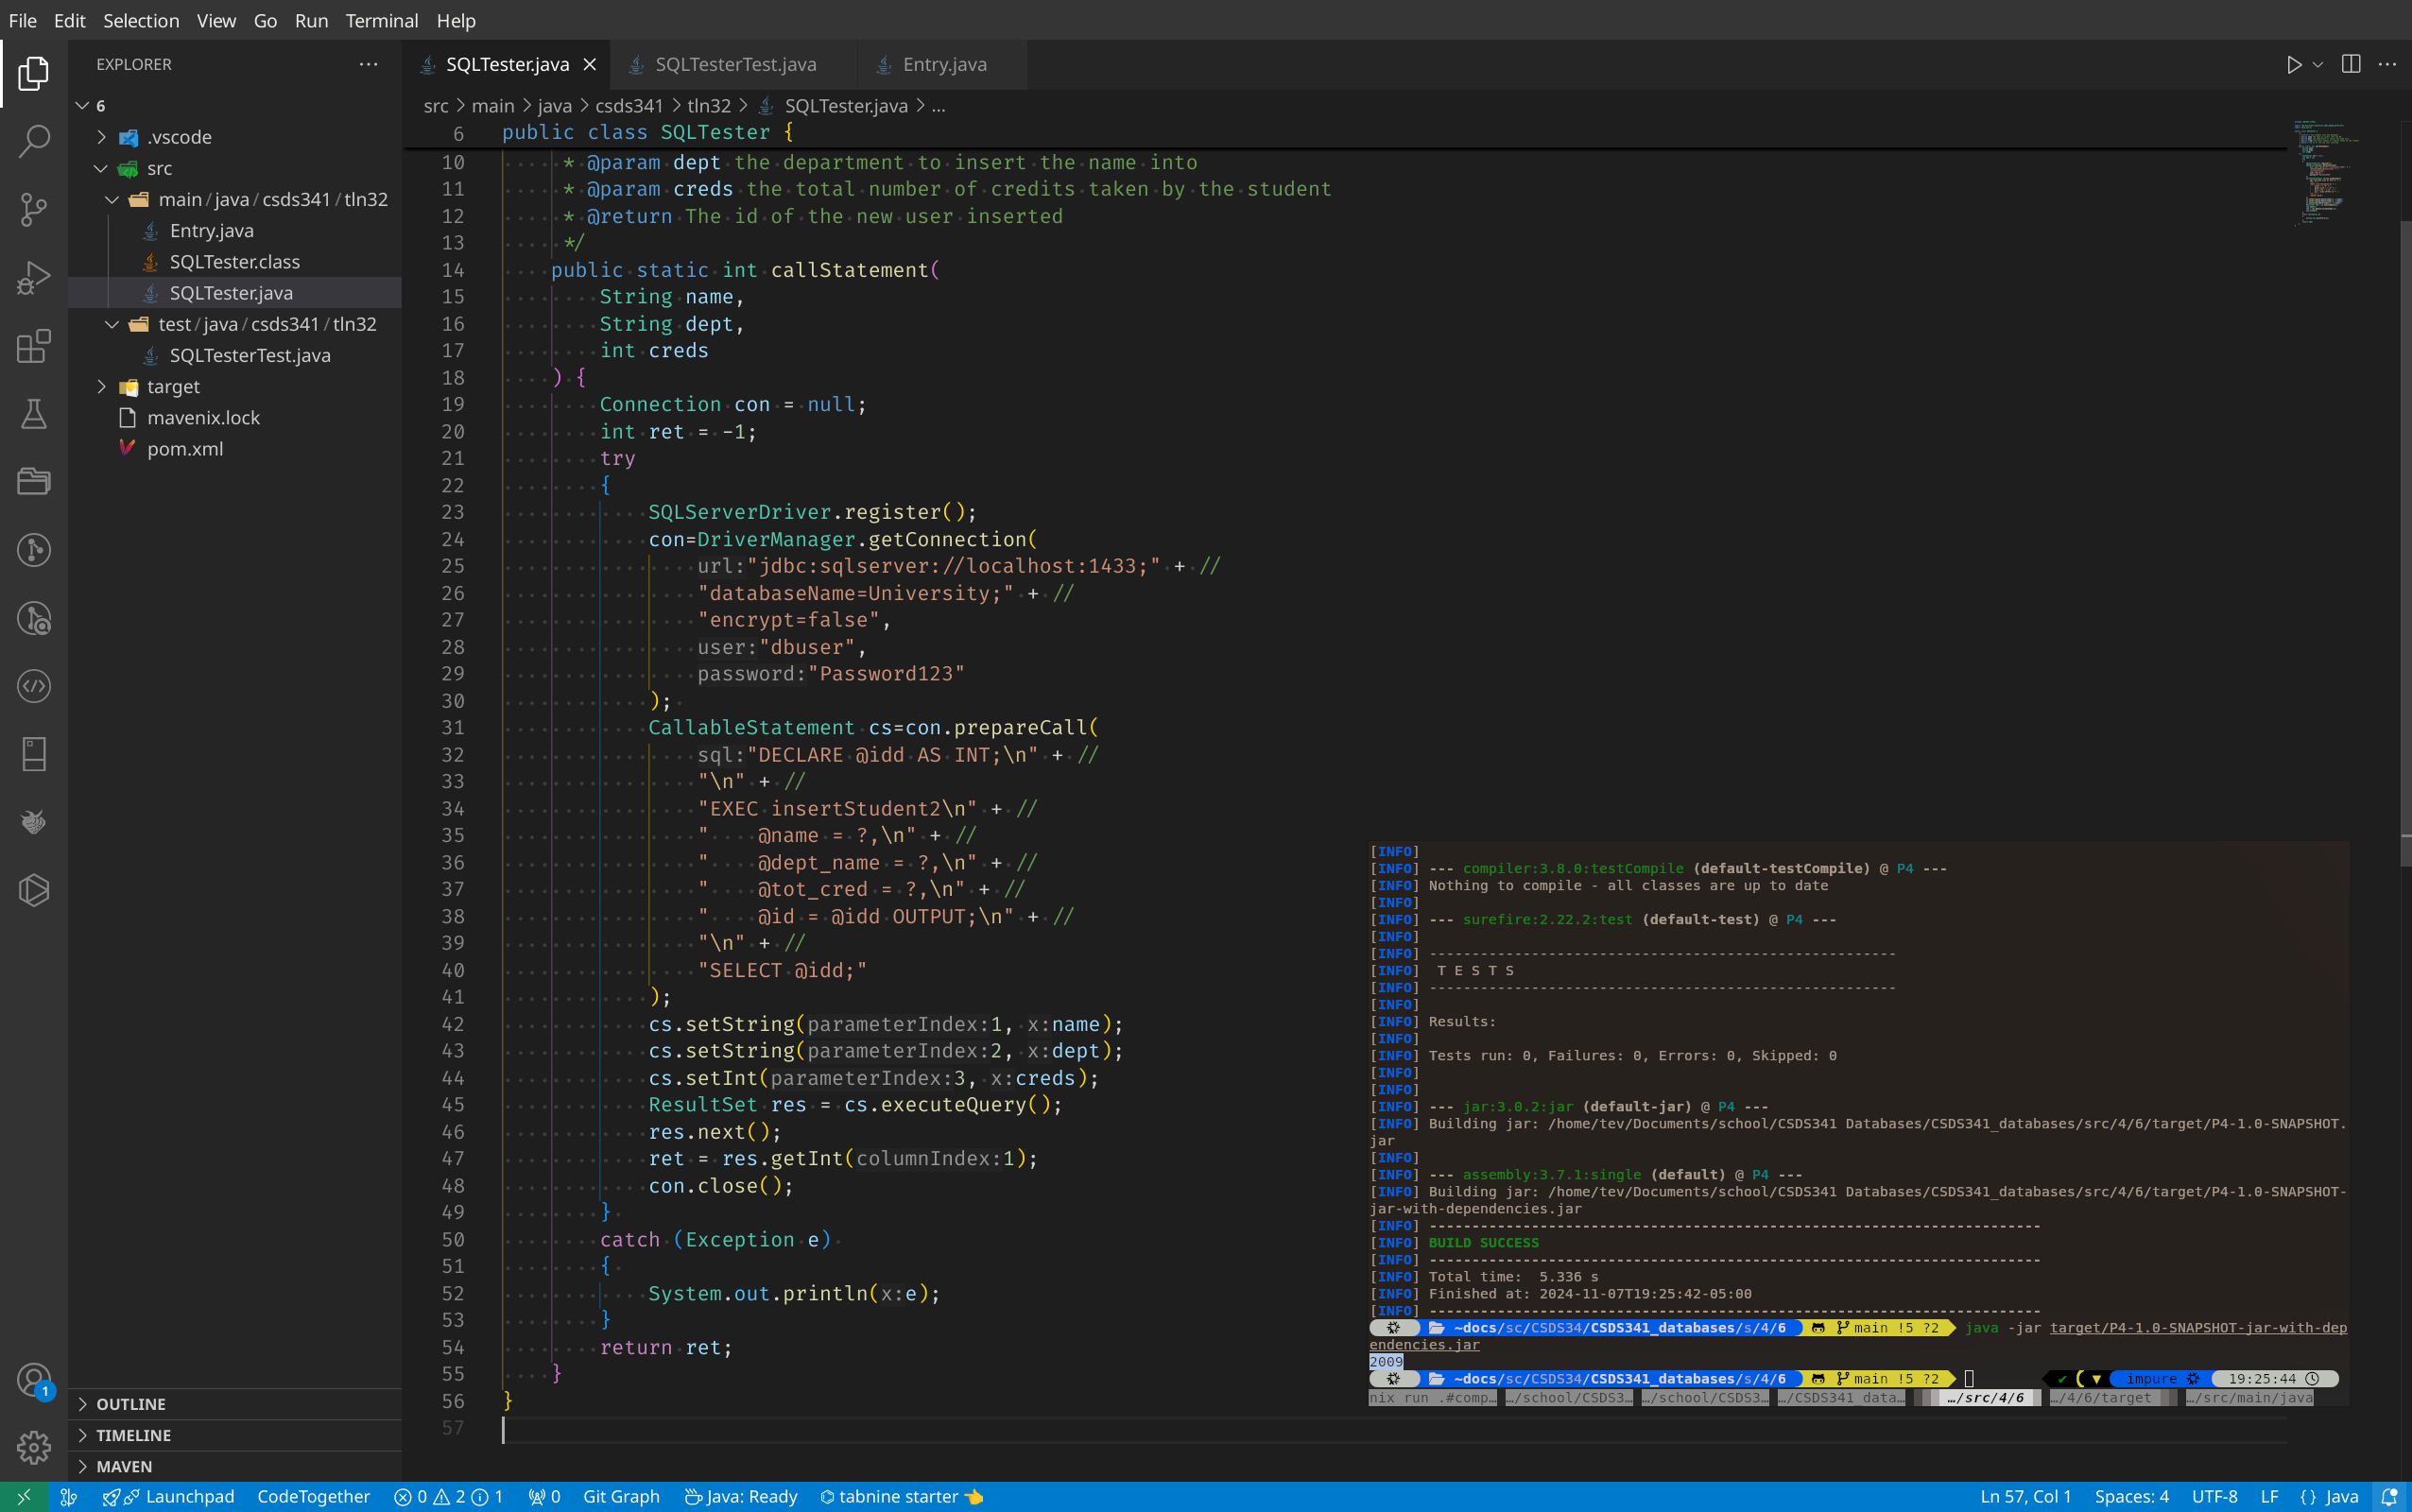 File Edit Selection View Go Run Terminal Help
EXPLORER ···
SQLTester.java SQLTesterTest.java Entry.java
6
.vscode
src
main/java/csds341/tln32
Entry.java
SQLTester.class
SQLTester.java
test/java/csds341/tln32
SQLTesterTest.java
target
mavenix.lock
pom.xml
OUTLINE
TIMELINE
MAVEN
src > main > java > csds341 > tln32 > SQLTester.java > ...
6 public class SQLTester {
10 * @param dept the department to insert the name into
11 * @param creds the total number of credits taken by the student
12 * @return The id of the new user inserted
13 */
14 public static int callStatement(
15 String name,
16 String dept,
17 int creds
18 ) {
19 Connection con = null;
20 int ret = -1;
21 try
22 {
23 SQLServerDriver.register();
24 con=DriverManager.getConnection(
25 url:"jdbc:sqlserver://localhost:1433;" + //
26 "databaseName=University;" + //
27 "encrypt=false",
28 user:"dbuser",
29 password:"Password123"
30 );
31 CallableStatement cs=con.prepareCall(
32 sql:"DECLARE @idd AS INT;\n" + //
33 "\n" + //
34 "EXEC insertStudent2\n" + //
35 "    @name = ?,\n" + //
36 "    @dept_name = ?,\n" + //
37 "    @tot_cred = ?,\n" + //
38 "    @id = @idd OUTPUT;\n" + //
39 "\n" + //
40 "SELECT @idd;"
41 );
42 cs.setString(parameterIndex:1, x:name);
43 cs.setString(parameterIndex:2, x:dept);
44 cs.setInt(parameterIndex:3, x:creds);
45 ResultSet res = cs.executeQuery();
46 res.next();
47 ret = res.getInt(columnIndex:1);
48 con.close();
49 }
50 catch (Exception e)
51 {
52 System.out.println(x:e);
53 }
54 return ret;
55 }
56 }
57
[INFO]
[INFO] --- compiler:3.8.0:testCompile (default-testCompile) @ P4 ---
[INFO] Nothing to compile - all classes are up to date
[INFO]
[INFO] --- surefire:2.22.2:test (default-test) @ P4 ---
[INFO]
[INFO] -------------------------------------------------------
[INFO]  T E S T S
[INFO] -------------------------------------------------------
[INFO]
[INFO] Results:
[INFO]
[INFO] Tests run: 0, Failures: 0, Errors: 0, Skipped: 0
[INFO]
[INFO]
[INFO] --- jar:3.0.2:jar (default-jar) @ P4 ---
[INFO] Building jar: /home/tev/Documents/school/CSDS341 Databases/CSDS341_databases/src/4/6/target/P4-1.0-SNAPSHOT.
jar
[INFO]
[INFO] --- assembly:3.7.1:single (default) @ P4 ---
[INFO] Building jar: /home/tev/Documents/school/CSDS341 Databases/CSDS341_databases/src/4/6/target/P4-1.0-SNAPSHOT-
jar-with-dependencies.jar
[INFO] ------------------------------------------------------------------------
[INFO] BUILD SUCCESS
[INFO] ------------------------------------------------------------------------
[INFO] Total time:  5.336 s
[INFO] Finished at: 2024-11-07T19:25:42-05:00
[INFO] ------------------------------------------------------------------------
~docs/sc/CSDS34/CSDS341_databases/s/4/6 main !5 ?2 java -jar target/P4-1.0-SNAPSHOT-jar-with-dep
endencies.jar
2009
~docs/sc/CSDS34/CSDS341_databases/s/4/6 main !5 ?2 impure 19:25:44
nix run .#comp… …/school/CSDS3… …/school/CSDS3… …/CSDS341 data… …/src/4/6 …/4/6/target …/src/main/java
1
Launchpad CodeTogether 0 2 1 0 Git Graph Java: Ready tabnine starter Ln 57, Col 1 Spaces: 4 UTF-8 LF {} Java